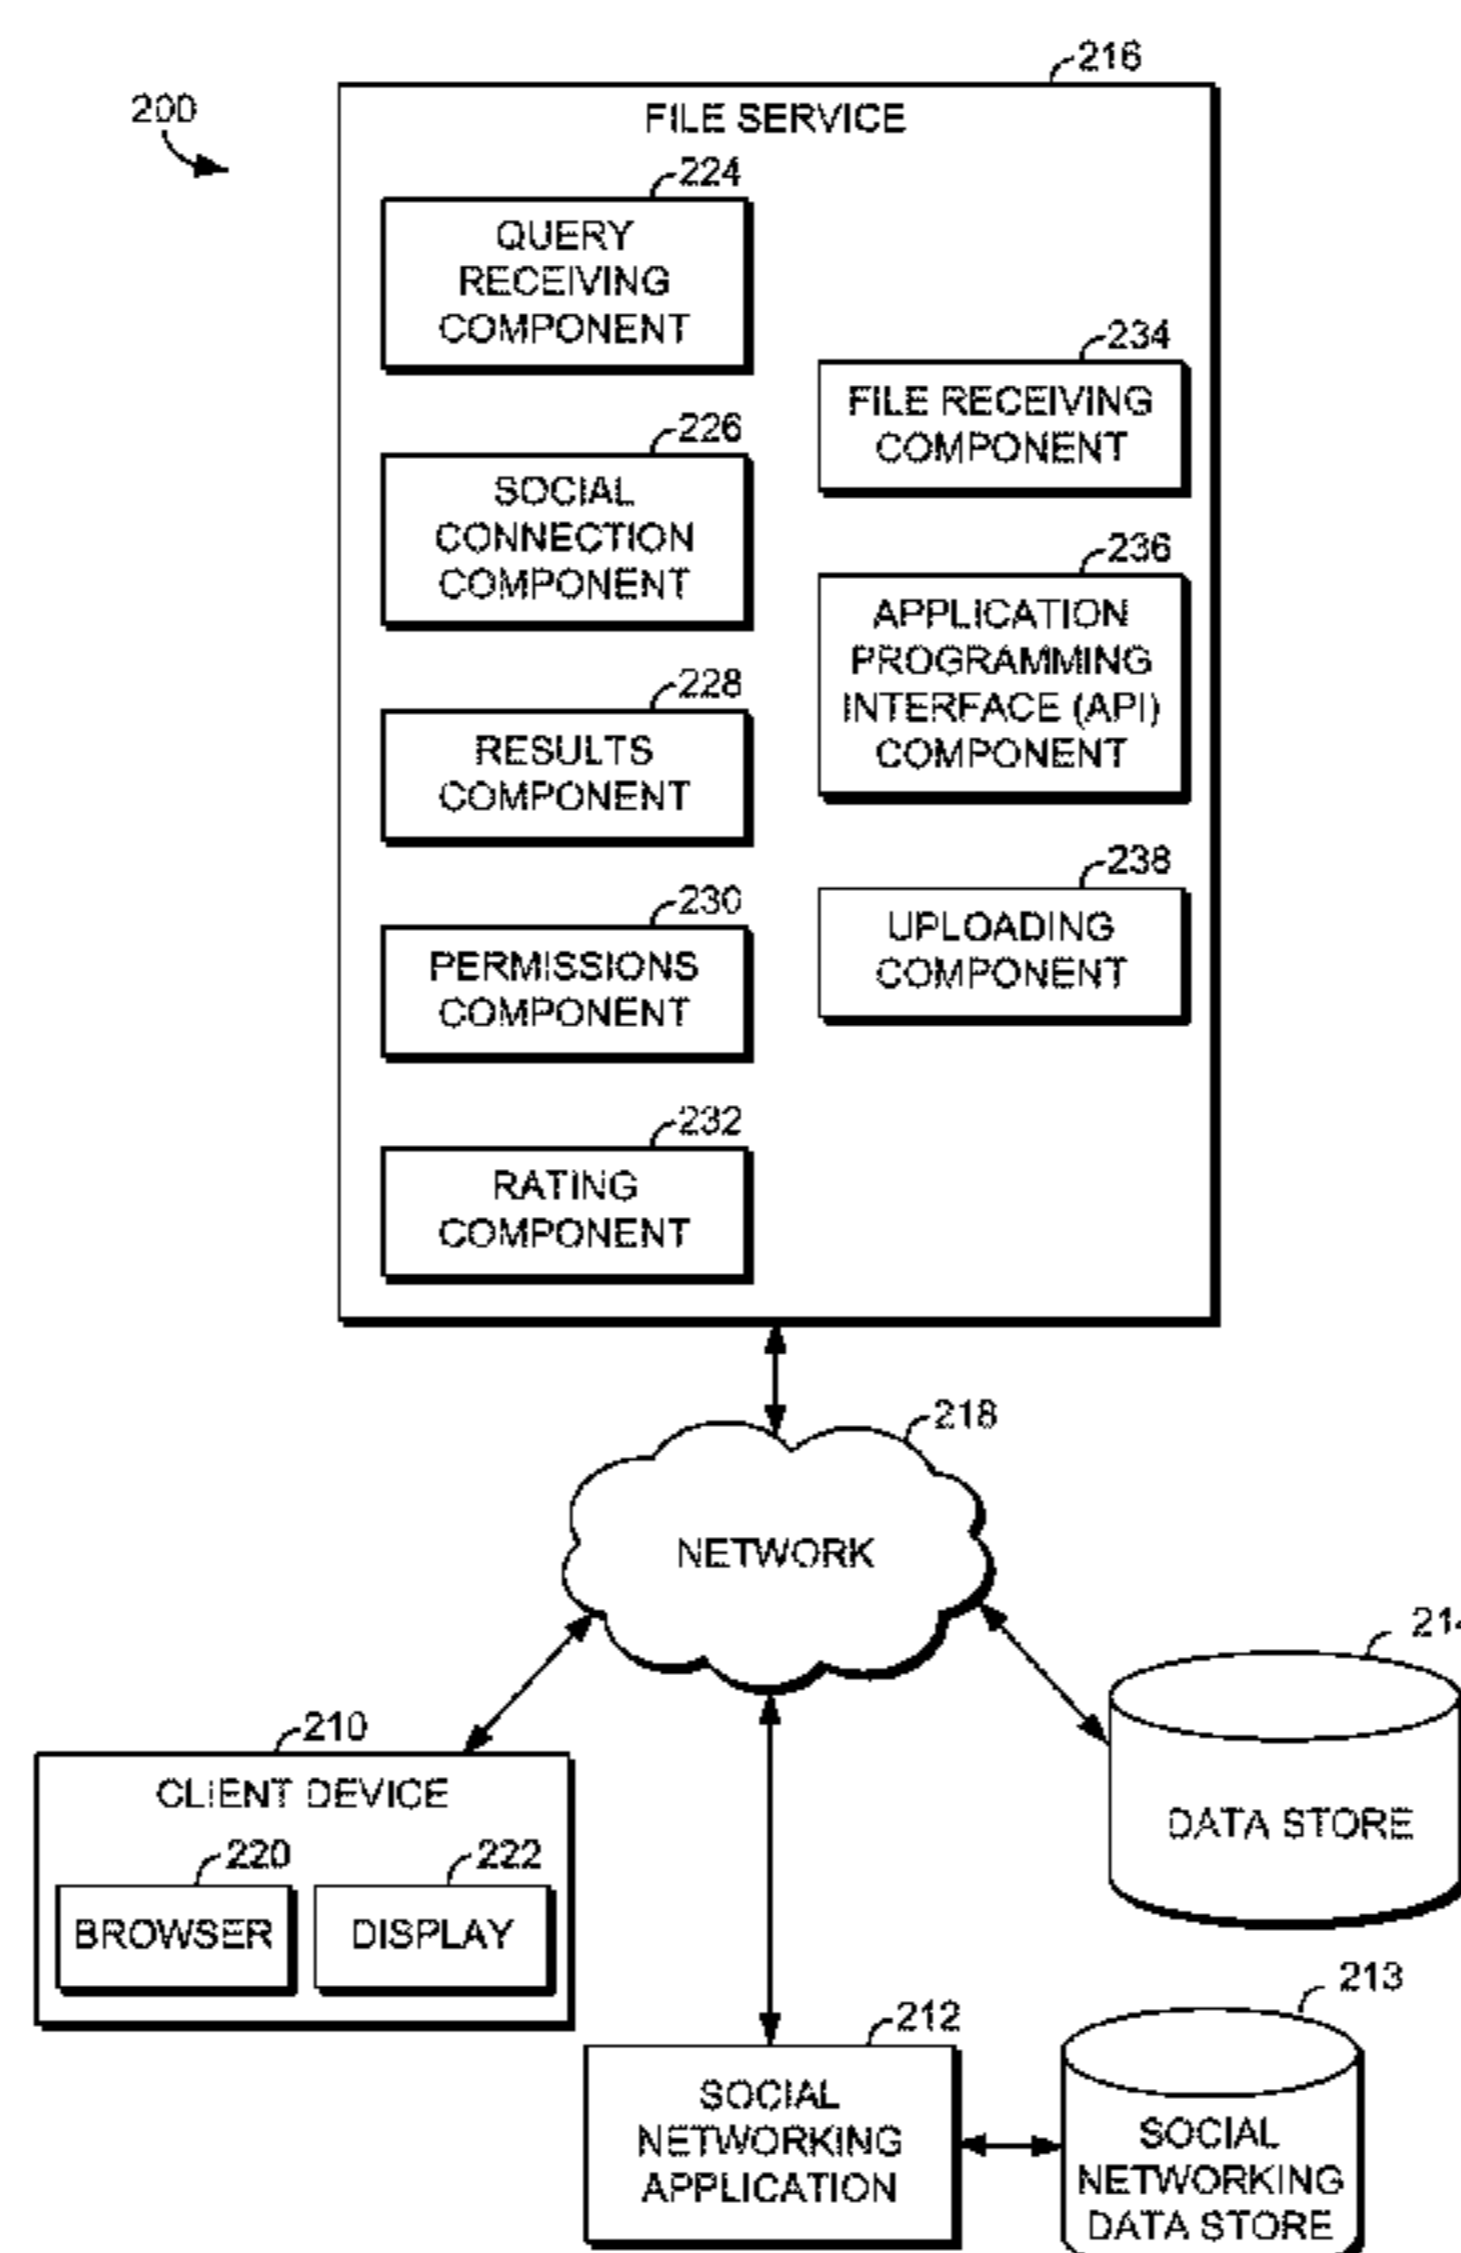 200
216
FILE SERVICE
224
QUERY
RECEIVING
COMPONENT
226
SOCIAL
CONNECTION
COMPONENT
228
RESULTS
COMPONENT
230
PERMISSIONS
COMPONENT
232
RATING
COMPONENT
234
FILE RECEIVING
COMPONENT
236
APPLICATION
PROGRAMMING
INTERFACE (API)
COMPONENT
238
UPLOADING
COMPONENT
218
NETWORK
210
CLIENT DEVICE
220
BROWSER
222
DISPLAY
214
DATA STORE
212
SOCIAL
NETWORKING
APPLICATION
213
SOCIAL
NETWORKING
DATA STORE